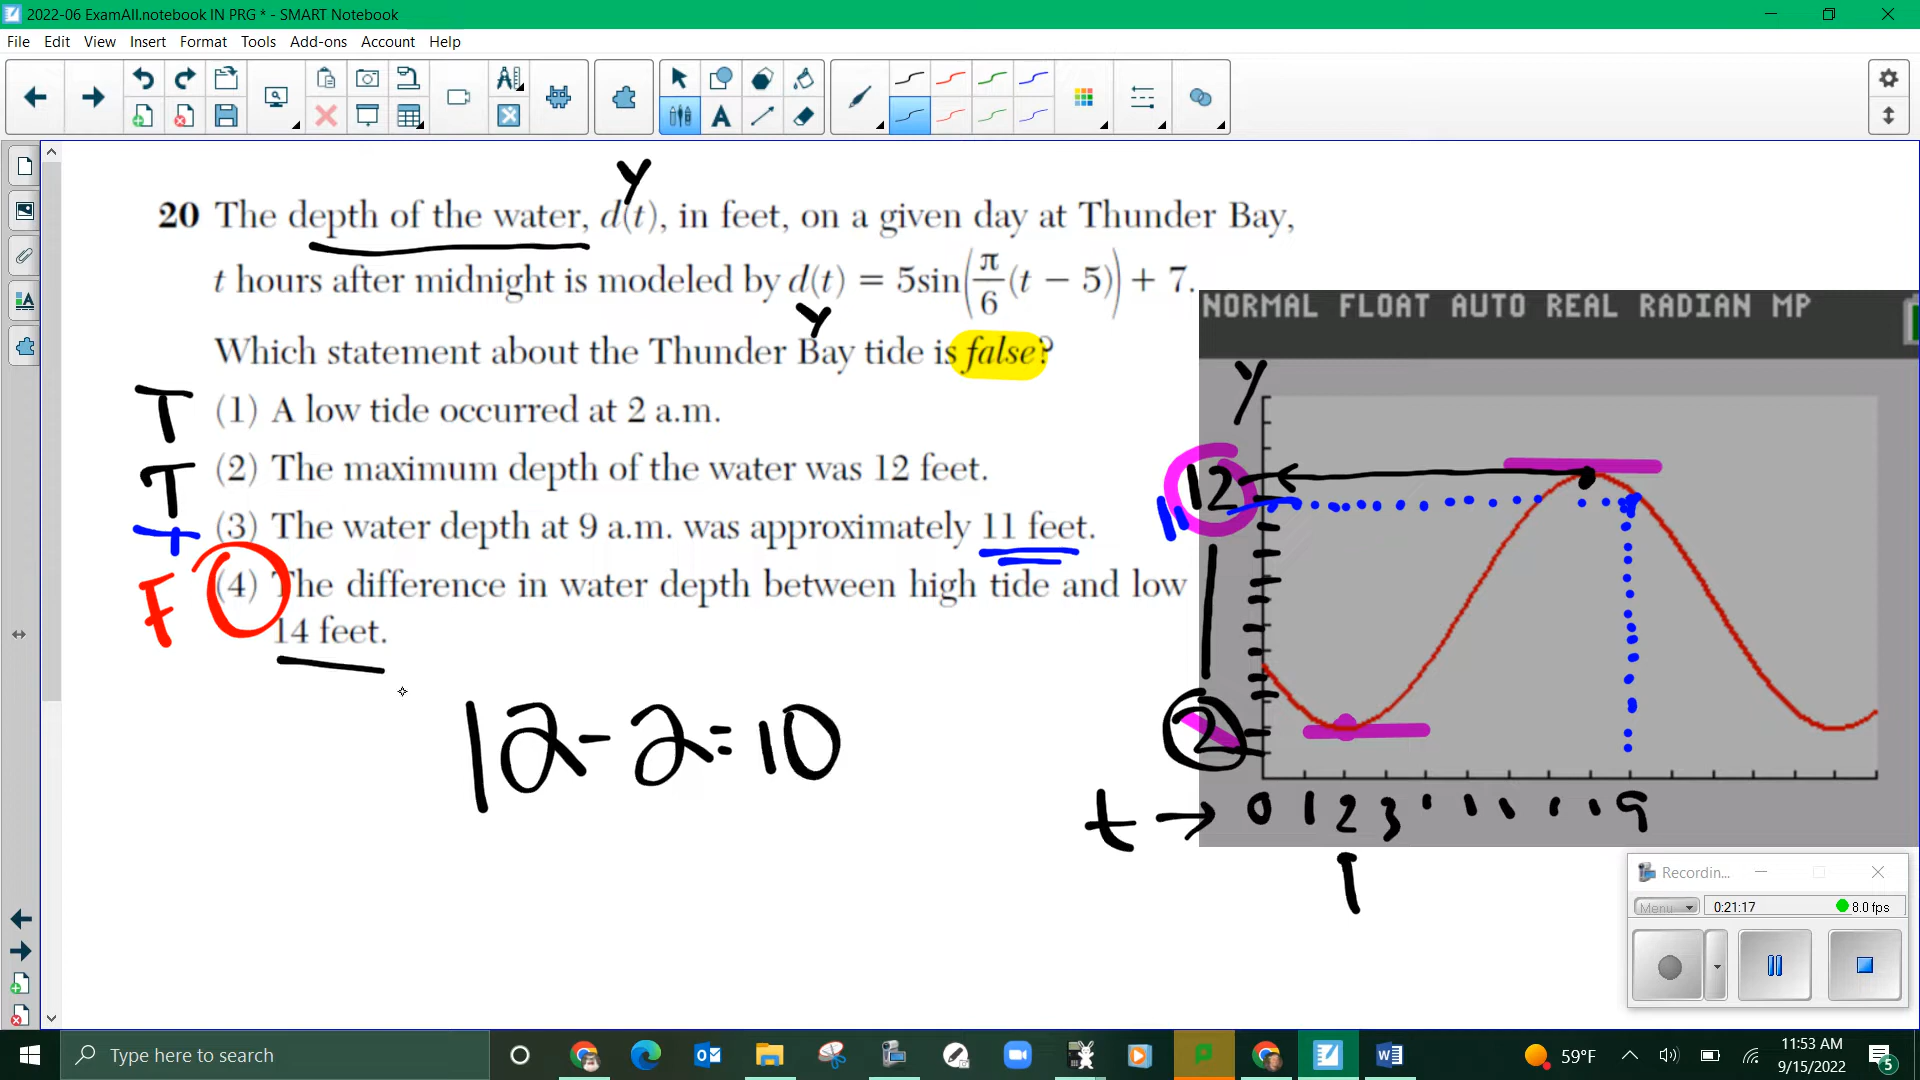 2022-06 ExamAll.notebook IN PRG * - SMART Notebook
File Edit View Insert Format Tools Add-ons Account Help
y
20 The depth of the water, d(t), in feet, on a given day at Thunder Bay,
t hours after midnight is modeled by d(t) = 5sin(π/6(t − 5)) + 7.
NORMAL FLOAT AUTO REAL RADIAN MP
y
Which statement about the Thunder Bay tide is false?
y
T (1) A low tide occurred at 2 a.m.
T (2) The maximum depth of the water was 12 feet.
12
T (3) The water depth at 9 a.m. was approximately 11 feet.
11
F (4) The difference in water depth between high tide and low
14 feet.
12 - 2 = 10
2
t → 0 1 2 3 9
Recordin...
Menu 0:21:17 8.0 fps
Type here to search
59°F 11:53 AM
9/15/2022
5